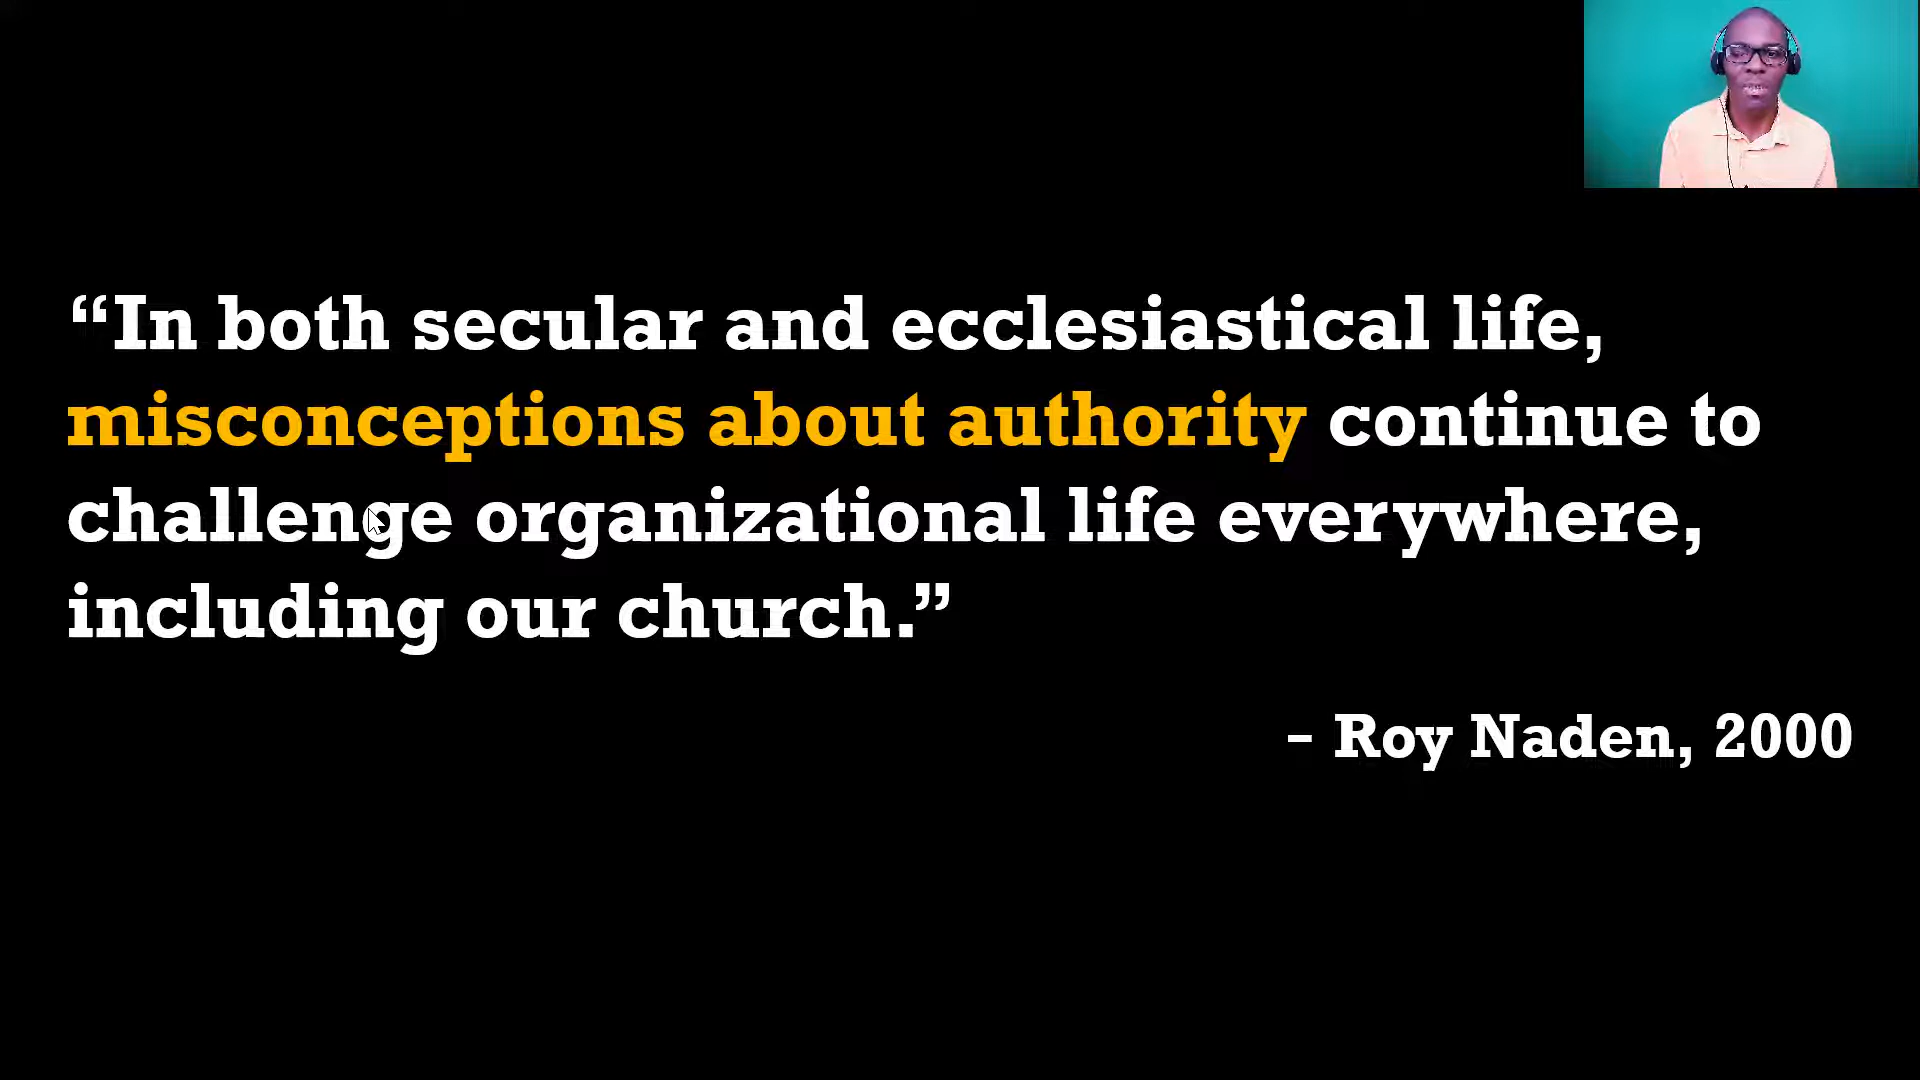 “In both secular and ecclesiastical life,
misconceptions about authority continue to
challenge organizational life everywhere,
including our church.”
– Roy Naden, 2000